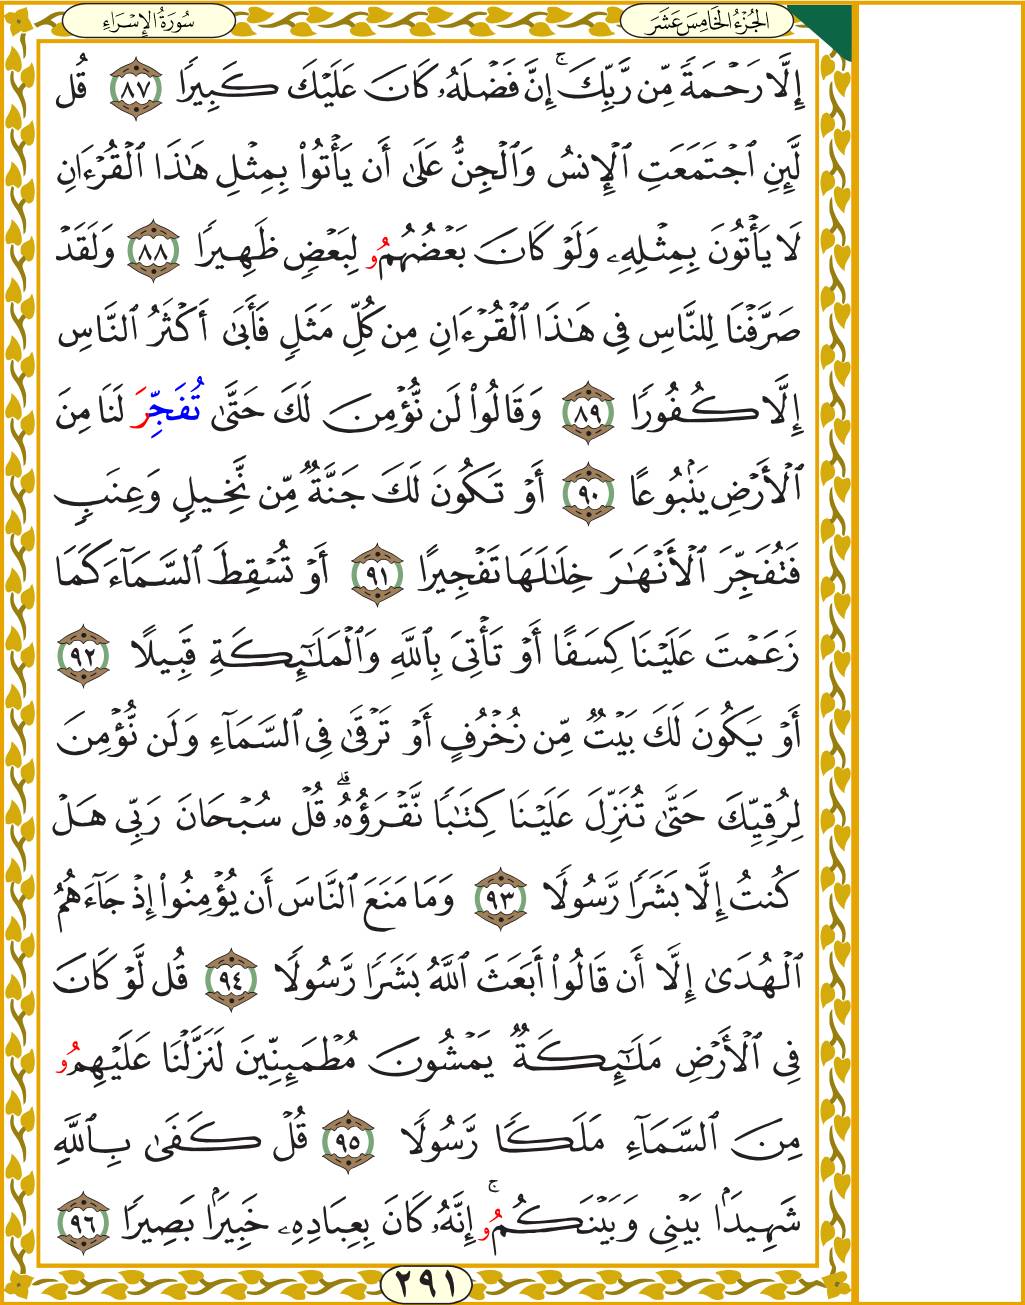 الجُزْءُ الخَامِسَ عَشَرَ
سُورَةُ الإِسْرَاءِ
إِلَّا رَحْمَةً مِّن رَّبِّكَ ۚ إِنَّ فَضْلَهُۥ كَانَ عَلَيْكَ كَبِيرًا ٨٧ قُل
لَّئِنِ ٱجْتَمَعَتِ ٱلْإِنسُ وَٱلْجِنُّ عَلَىٰ أَن يَأْتُوا۟ بِمِثْلِ هَٰذَا ٱلْقُرْءَانِ
لَا يَأْتُونَ بِمِثْلِهِۦ وَلَوْ كَانَ بَعْضُهُمُۥ لِبَعْضٍ ظَهِيرًا ٨٨ وَلَقَدْ
صَرَّفْنَا لِلنَّاسِ فِي هَٰذَا ٱلْقُرْءَانِ مِن كُلِّ مَثَلٍ فَأَبَىٰ أَكْثَرُ ٱلنَّاسِ
إِلَّا كُفُورًا ٨٩ وَقَالُوا۟ لَن نُّؤْمِنَ لَكَ حَتَّىٰ تُفَجِّرَ لَنَا مِنَ
ٱلْأَرْضِ يَنۢبُوعًا ٩٠ أَوْ تَكُونَ لَكَ جَنَّةٌ مِّن نَّخِيلٍ وَعِنَبٍ
فَتُفَجِّرَ ٱلْأَنْهَٰرَ خِلَٰلَهَا تَفْجِيرًا ٩١ أَوْ تُسْقِطَ ٱلسَّمَآءَ كَمَا
زَعَمْتَ عَلَيْنَا كِسَفًا أَوْ تَأْتِيَ بِٱللَّهِ وَٱلْمَلَٰٓئِكَةِ قَبِيلًا ٩٢
أَوْ يَكُونَ لَكَ بَيْتٌ مِّن زُخْرُفٍ أَوْ تَرْقَىٰ فِي ٱلسَّمَآءِ وَلَن نُّؤْمِنَ
لِرُقِيِّكَ حَتَّىٰ تُنَزِّلَ عَلَيْنَا كِتَٰبًا نَّقْرَؤُهُۥ ۗ قُلْ سُبْحَانَ رَبِّي هَلْ
كُنتُ إِلَّا بَشَرًا رَّسُولًا ٩٣ وَمَا مَنَعَ ٱلنَّاسَ أَن يُؤْمِنُوٓا۟ إِذْ جَآءَهُمُ
ٱلْهُدَىٰ إِلَّا أَن قَالُوا۟ أَبَعَثَ ٱللَّهُ بَشَرًا رَّسُولًا ٩٤ قُل لَّوْ كَانَ
فِي ٱلْأَرْضِ مَلَٰٓئِكَةٌ يَمْشُونَ مُطْمَئِنِّينَ لَنَزَّلْنَا عَلَيْهِمُۥ
مِنَ ٱلسَّمَآءِ مَلَكًا رَّسُولًا ٩٥ قُلْ كَفَىٰ بِٱللَّهِ
شَهِيدًۢا بَيْنِي وَبَيْنَكُمُۥ ۚ إِنَّهُۥ كَانَ بِعِبَادِهِۦ خَبِيرًۢا بَصِيرًا ٩٦
٢٩١